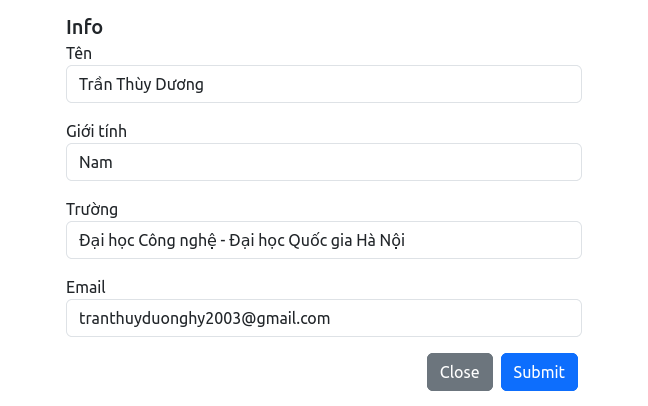 Info
Tên
Trần Thùy Dương
Giới tính
Nam
Trường
Đại học Công nghệ - Đại học Quốc gia Hà Nội
Email
tranthuyduonghy2003@gmail.com
Close Submit